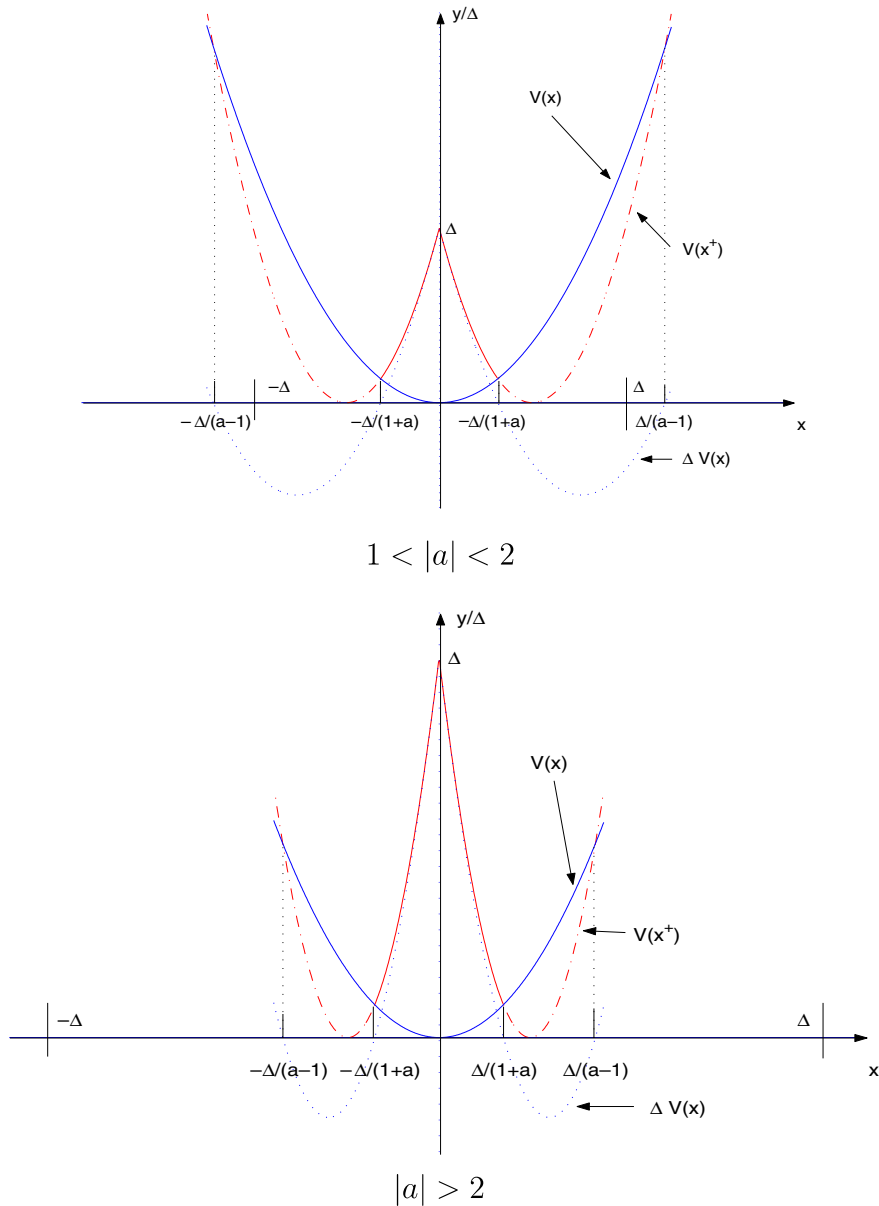 y/Δ
V(x)
Δ
V(x⁺)
−Δ
Δ
−Δ/(a−1)
−Δ/(1+a)
−Δ/(1+a)
Δ/(a−1)
x
Δ V(x)
1 < |a| < 2
y/Δ
Δ
V(x)
V(x⁺)
−Δ
Δ
−Δ/(a−1)
−Δ/(1+a)
Δ/(1+a)
Δ/(a−1)
x
Δ V(x)
|a| > 2